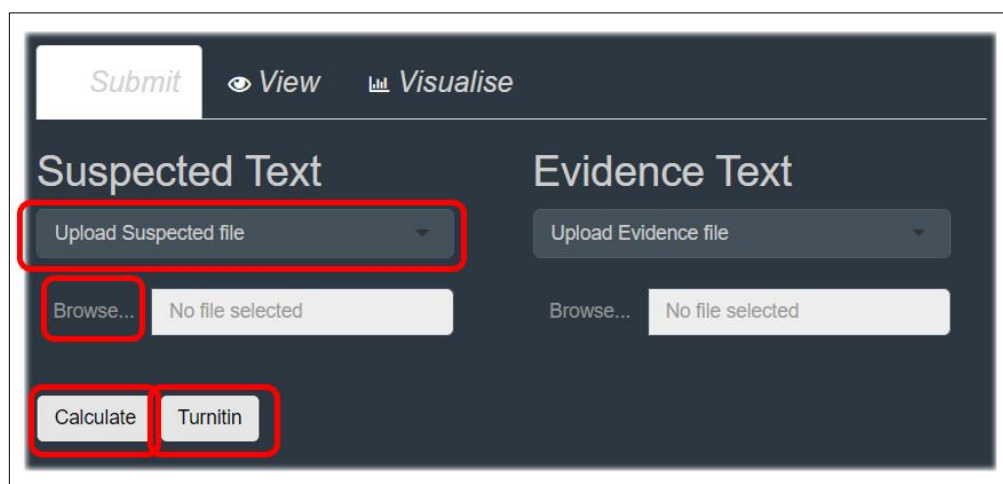 Submit View Visualise
Suspected Text Evidence Text
Upload Suspected file Upload Evidence file
Browse... No file selected Browse... No file selected
Calculate Turnitin